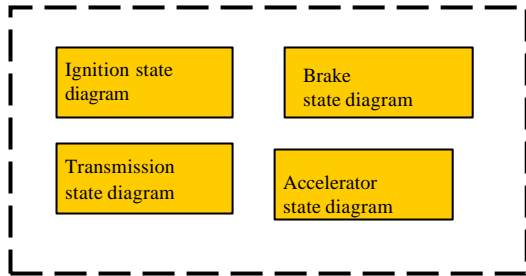 Ignition state
diagram
Brake
state diagram
Transmission
state diagram
Accelerator
state diagram